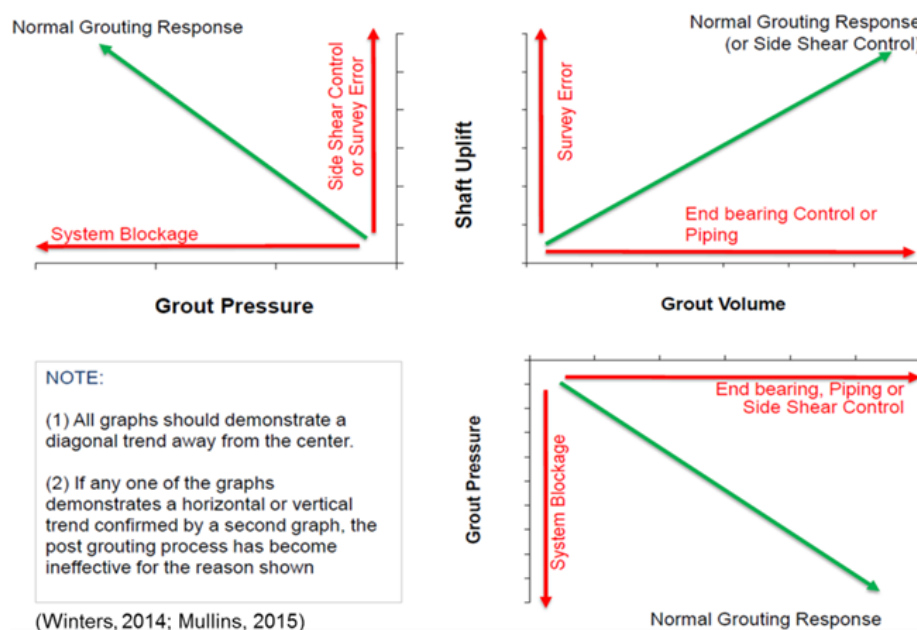 Normal Grouting Response
Side Shear Control
or Survey Error
System Blockage
Grout Pressure
Shaft Uplift
Normal Grouting Response
(or Side Shear Control)
Survey Error
End bearing Control or
Piping
Grout Volume
NOTE:
(1) All graphs should demonstrate a
diagonal trend away from the center.
(2) If any one of the graphs
demonstrates a horizontal or vertical
trend confirmed by a second graph, the
post grouting process has become
ineffective for the reason shown
(Winters, 2014; Mullins, 2015)
Grout Pressure
System Blockage
End bearing, Piping or
Side Shear Control
Normal Grouting Response